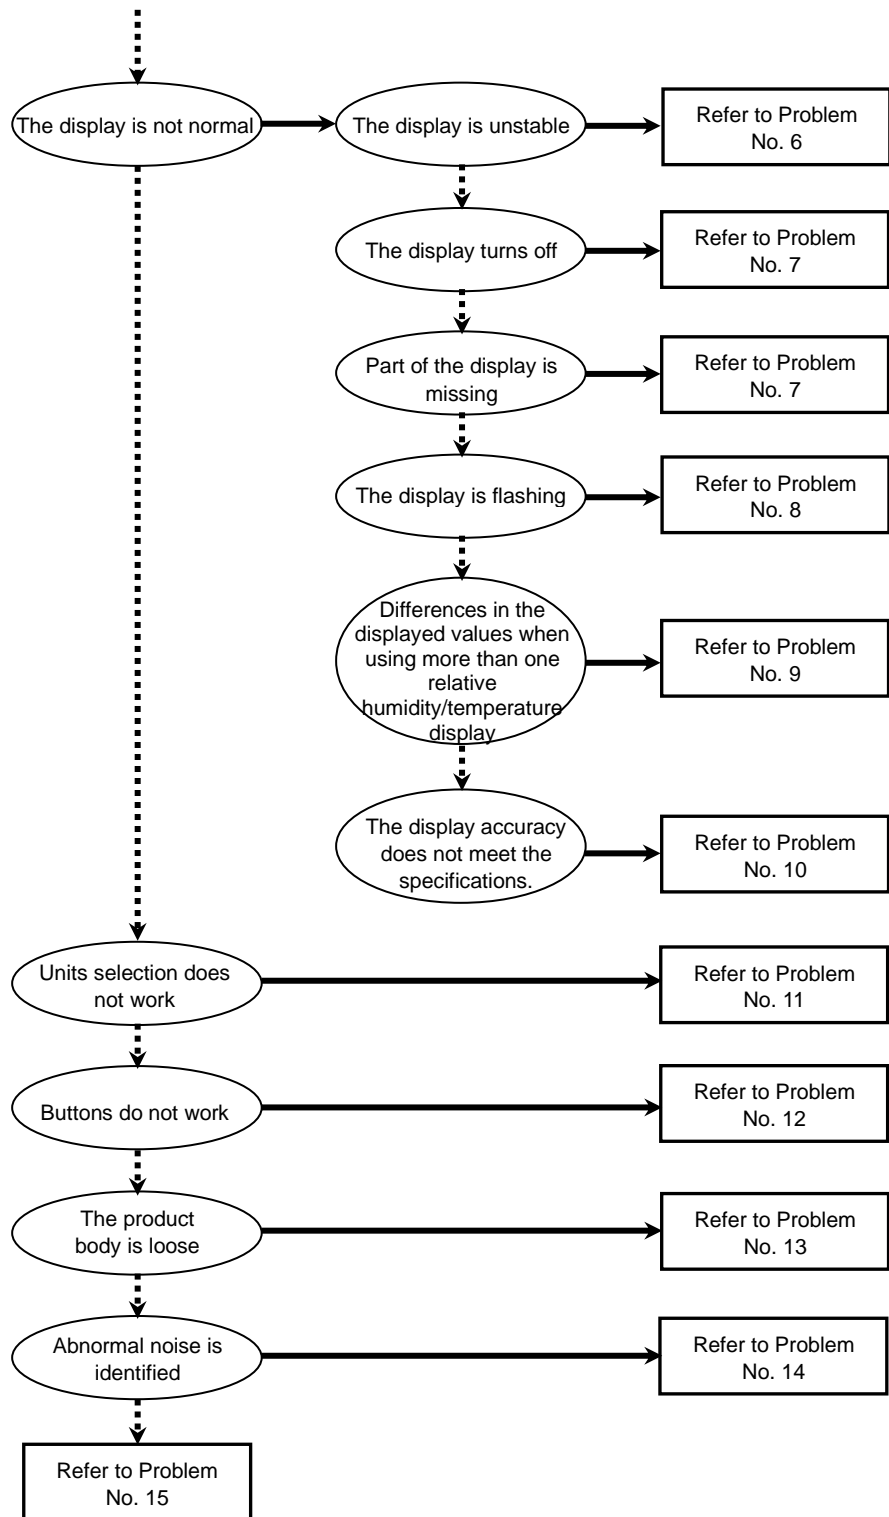 The display is not normal
The display is unstable
Refer to Problem
No. 6
The display turns off
Refer to Problem
No. 7
Part of the display is
missing
Refer to Problem
No. 7
The display is flashing
Refer to Problem
No. 8
Differences in the
displayed values when
using more than one
relative
humidity/temperature
display
Refer to Problem
No. 9
The display accuracy
does not meet the
specifications.
Refer to Problem
No. 10
Units selection does
not work
Refer to Problem
No. 11
Buttons do not work
Refer to Problem
No. 12
The product
body is loose
Refer to Problem
No. 13
Abnormal noise is
identified
Refer to Problem
No. 14
Refer to Problem
No. 15